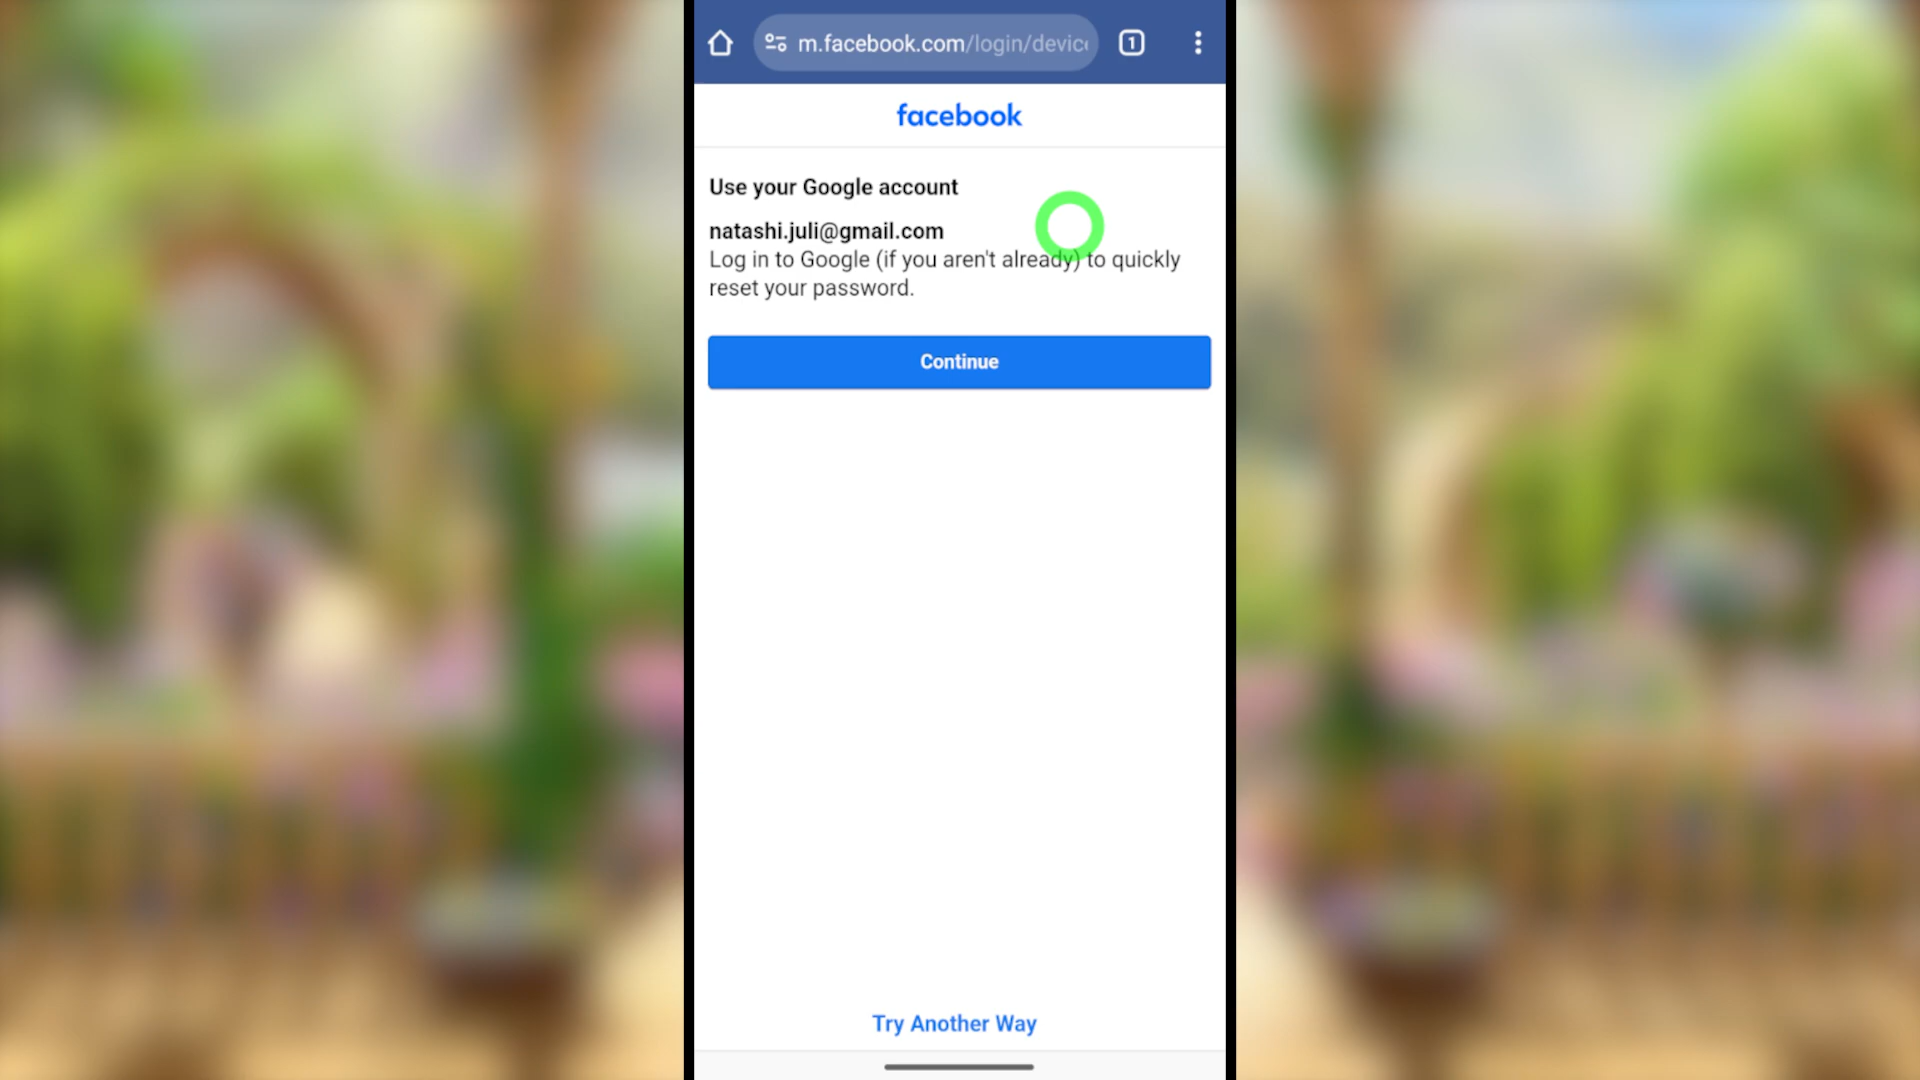 m.facebook.com/login/device
1
facebook
Use your Google account
natashi.juli@gmail.com
Log in to Google (if you aren't already) to quickly
reset your password.
Continue
Try Another Way